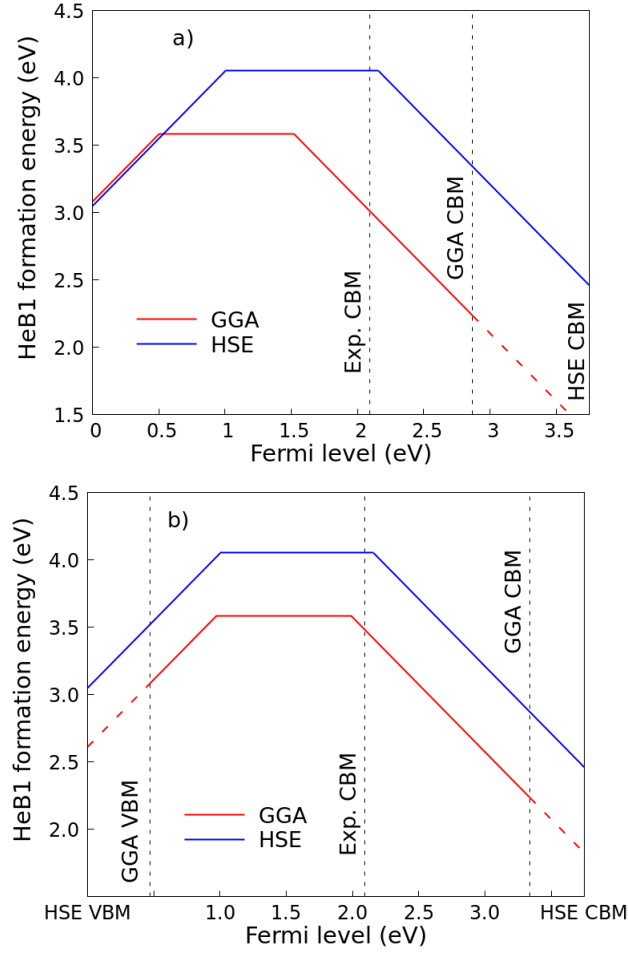 4.5
a)
4.0
3.5
3.0
2.5
2.0
1.5
HeB1 formation energy (eV)
GGA
HSE
Exp. CBM
GGA CBM
HSE CBM
0 0.5 1 1.5 2 2.5 3 3.5
Fermi level (eV)
4.5
b)
4.0
3.5
3.0
2.5
2.0
HeB1 formation energy (eV)
GGA VBM
GGA
HSE
Exp. CBM
GGA CBM
HSE VBM 1.0 1.5 2.0 3.0 HSE CBM
Fermi level (eV)